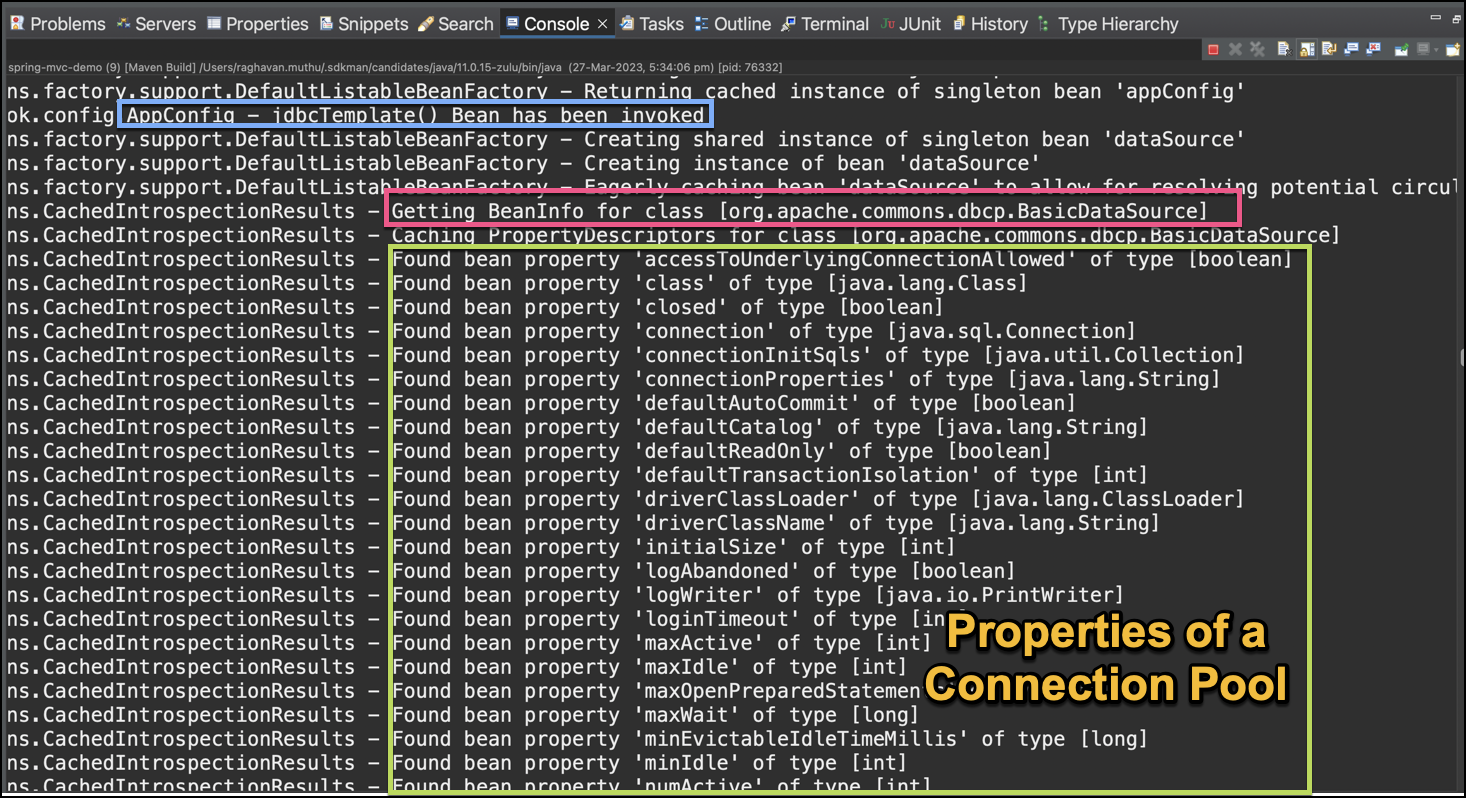 Problems Servers Properties Snippets Search Console × Tasks Outline Terminal JUnit History Type Hierarchy
spring-mvc-demo (9) [Maven Build] /Users/raghavan.muthu/.sdkman/candidates/java/11.0.15-zulu/bin/java (27-Mar-2023, 5:34:06 pm) [pid: 76332]
ns.factory.support.DefaultListableBeanFactory - Returning cached instance of singleton bean 'appConfig'
ok.config AppConfig - jdbcTemplate() Bean has been invoked
ns.factory.support.DefaultListableBeanFactory - Creating shared instance of singleton bean 'dataSource'
ns.factory.support.DefaultListableBeanFactory - Creating instance of bean 'dataSource'
ns.factory.support.DefaultListableBeanFactory - Eagerly caching bean 'dataSource' to allow for resolving potential circul
ns.CachedIntrospectionResults - Getting BeanInfo for class [org.apache.commons.dbcp.BasicDataSource]
ns.CachedIntrospectionResults - Caching PropertyDescriptors for class [org.apache.commons.dbcp.BasicDataSource]
ns.CachedIntrospectionResults - Found bean property 'accessToUnderlyingConnectionAllowed' of type [boolean]
ns.CachedIntrospectionResults - Found bean property 'class' of type [java.lang.Class]
ns.CachedIntrospectionResults - Found bean property 'closed' of type [boolean]
ns.CachedIntrospectionResults - Found bean property 'connection' of type [java.sql.Connection]
ns.CachedIntrospectionResults - Found bean property 'connectionInitSqls' of type [java.util.Collection]
ns.CachedIntrospectionResults - Found bean property 'connectionProperties' of type [java.lang.String]
ns.CachedIntrospectionResults - Found bean property 'defaultAutoCommit' of type [boolean]
ns.CachedIntrospectionResults - Found bean property 'defaultCatalog' of type [java.lang.String]
ns.CachedIntrospectionResults - Found bean property 'defaultReadOnly' of type [boolean]
ns.CachedIntrospectionResults - Found bean property 'defaultTransactionIsolation' of type [int]
ns.CachedIntrospectionResults - Found bean property 'driverClassLoader' of type [java.lang.ClassLoader]
ns.CachedIntrospectionResults - Found bean property 'driverClassName' of type [java.lang.String]
ns.CachedIntrospectionResults - Found bean property 'initialSize' of type [int]
ns.CachedIntrospectionResults - Found bean property 'logAbandoned' of type [boolean]
ns.CachedIntrospectionResults - Found bean property 'logWriter' of type [java.io.PrintWriter]
ns.CachedIntrospectionResults - Found bean property 'loginTimeout' of type [in
ns.CachedIntrospectionResults - Found bean property 'maxActive' of type [int]
ns.CachedIntrospectionResults - Found bean property 'maxIdle' of type [int]
ns.CachedIntrospectionResults - Found bean property 'maxOpenPreparedStatemen
ns.CachedIntrospectionResults - Found bean property 'maxWait' of type [long]
ns.CachedIntrospectionResults - Found bean property 'minEvictableIdleTimeMillis' of type [long]
ns.CachedIntrospectionResults - Found bean property 'minIdle' of type [int]
ns.CachedIntrospectionResults - Found bean property 'numActive' of type [int]
Properties of a
Connection Pool